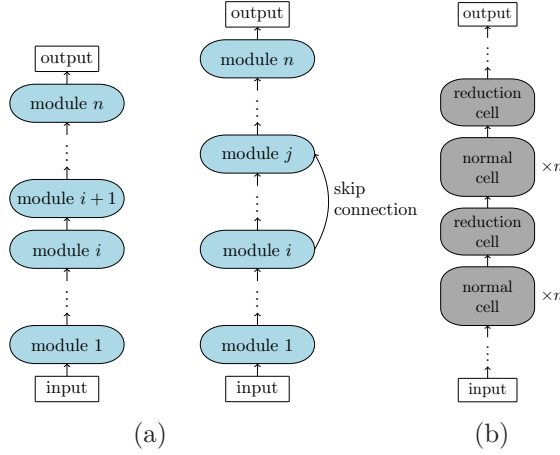 output
module n
⋮
module i + 1
module i
⋮
module 1
input
output
module n
⋮
module j
⋮
module i
⋮
module 1
input
skip
connection
(a)
output
⋮
reduction
cell
normal
cell
×n
reduction
cell
normal
cell
×n
⋮
input
(b)